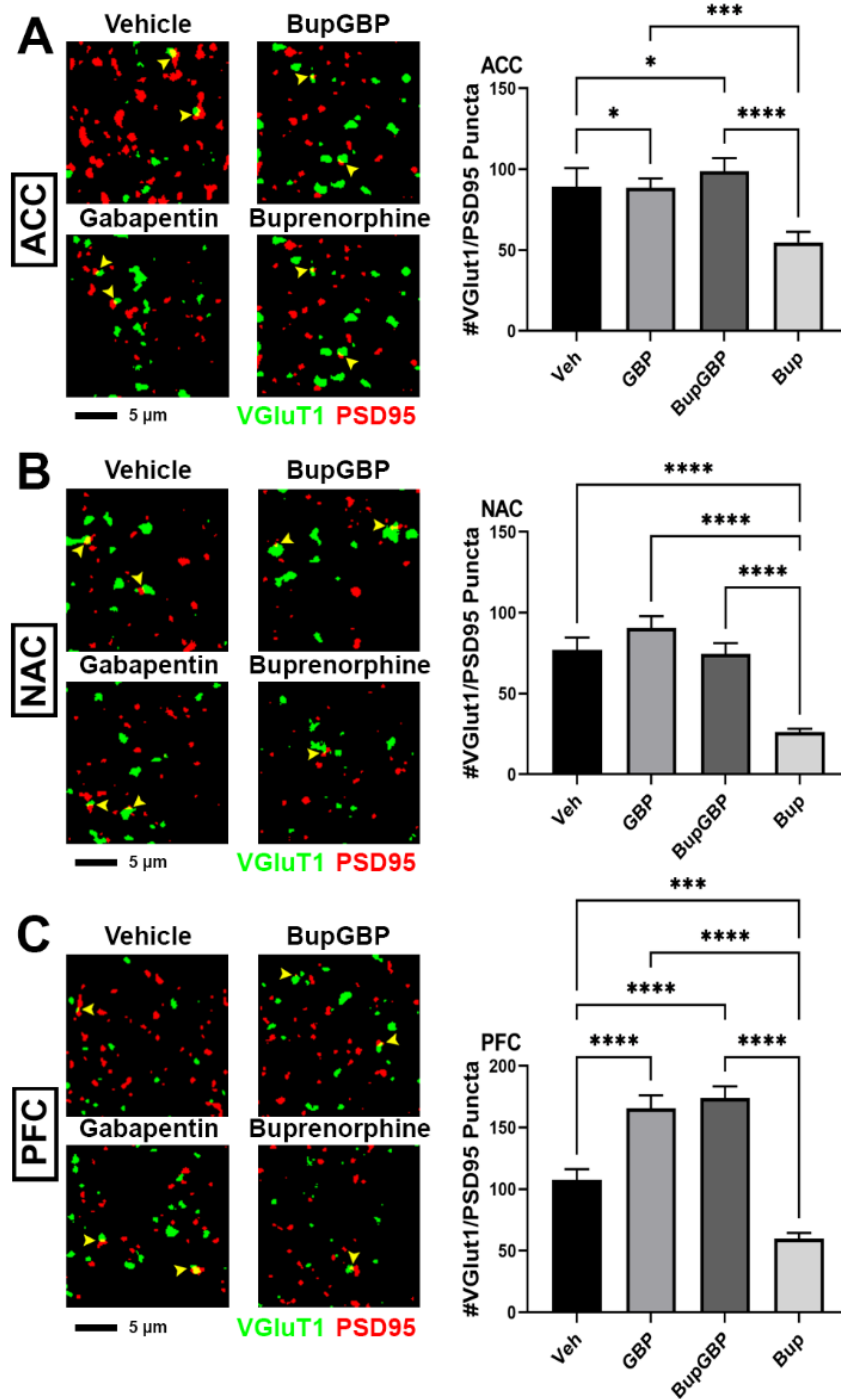 A
Vehicle BupGBP
ACC
Gabapentin Buprenorphine
5 µm
VGluT1 PSD95
***
*
* ****
ACC
#VGlut1/PSD95 Puncta
150
100
50
0
Veh GBP BupGBP Bup
B
Vehicle BupGBP
NAC
Gabapentin Buprenorphine
5 µm
VGluT1 PSD95
****
****
****
NAC
#VGlut1/PSD95 Puncta
150
100
50
0
Veh GBP BupGBP Bup
C
Vehicle BupGBP
PFC
Gabapentin Buprenorphine
5 µm
VGluT1 PSD95
***
****
****
**** ****
PFC
#VGlut1/PSD95 Puncta
200
150
100
50
0
Veh GBP BupGBP Bup